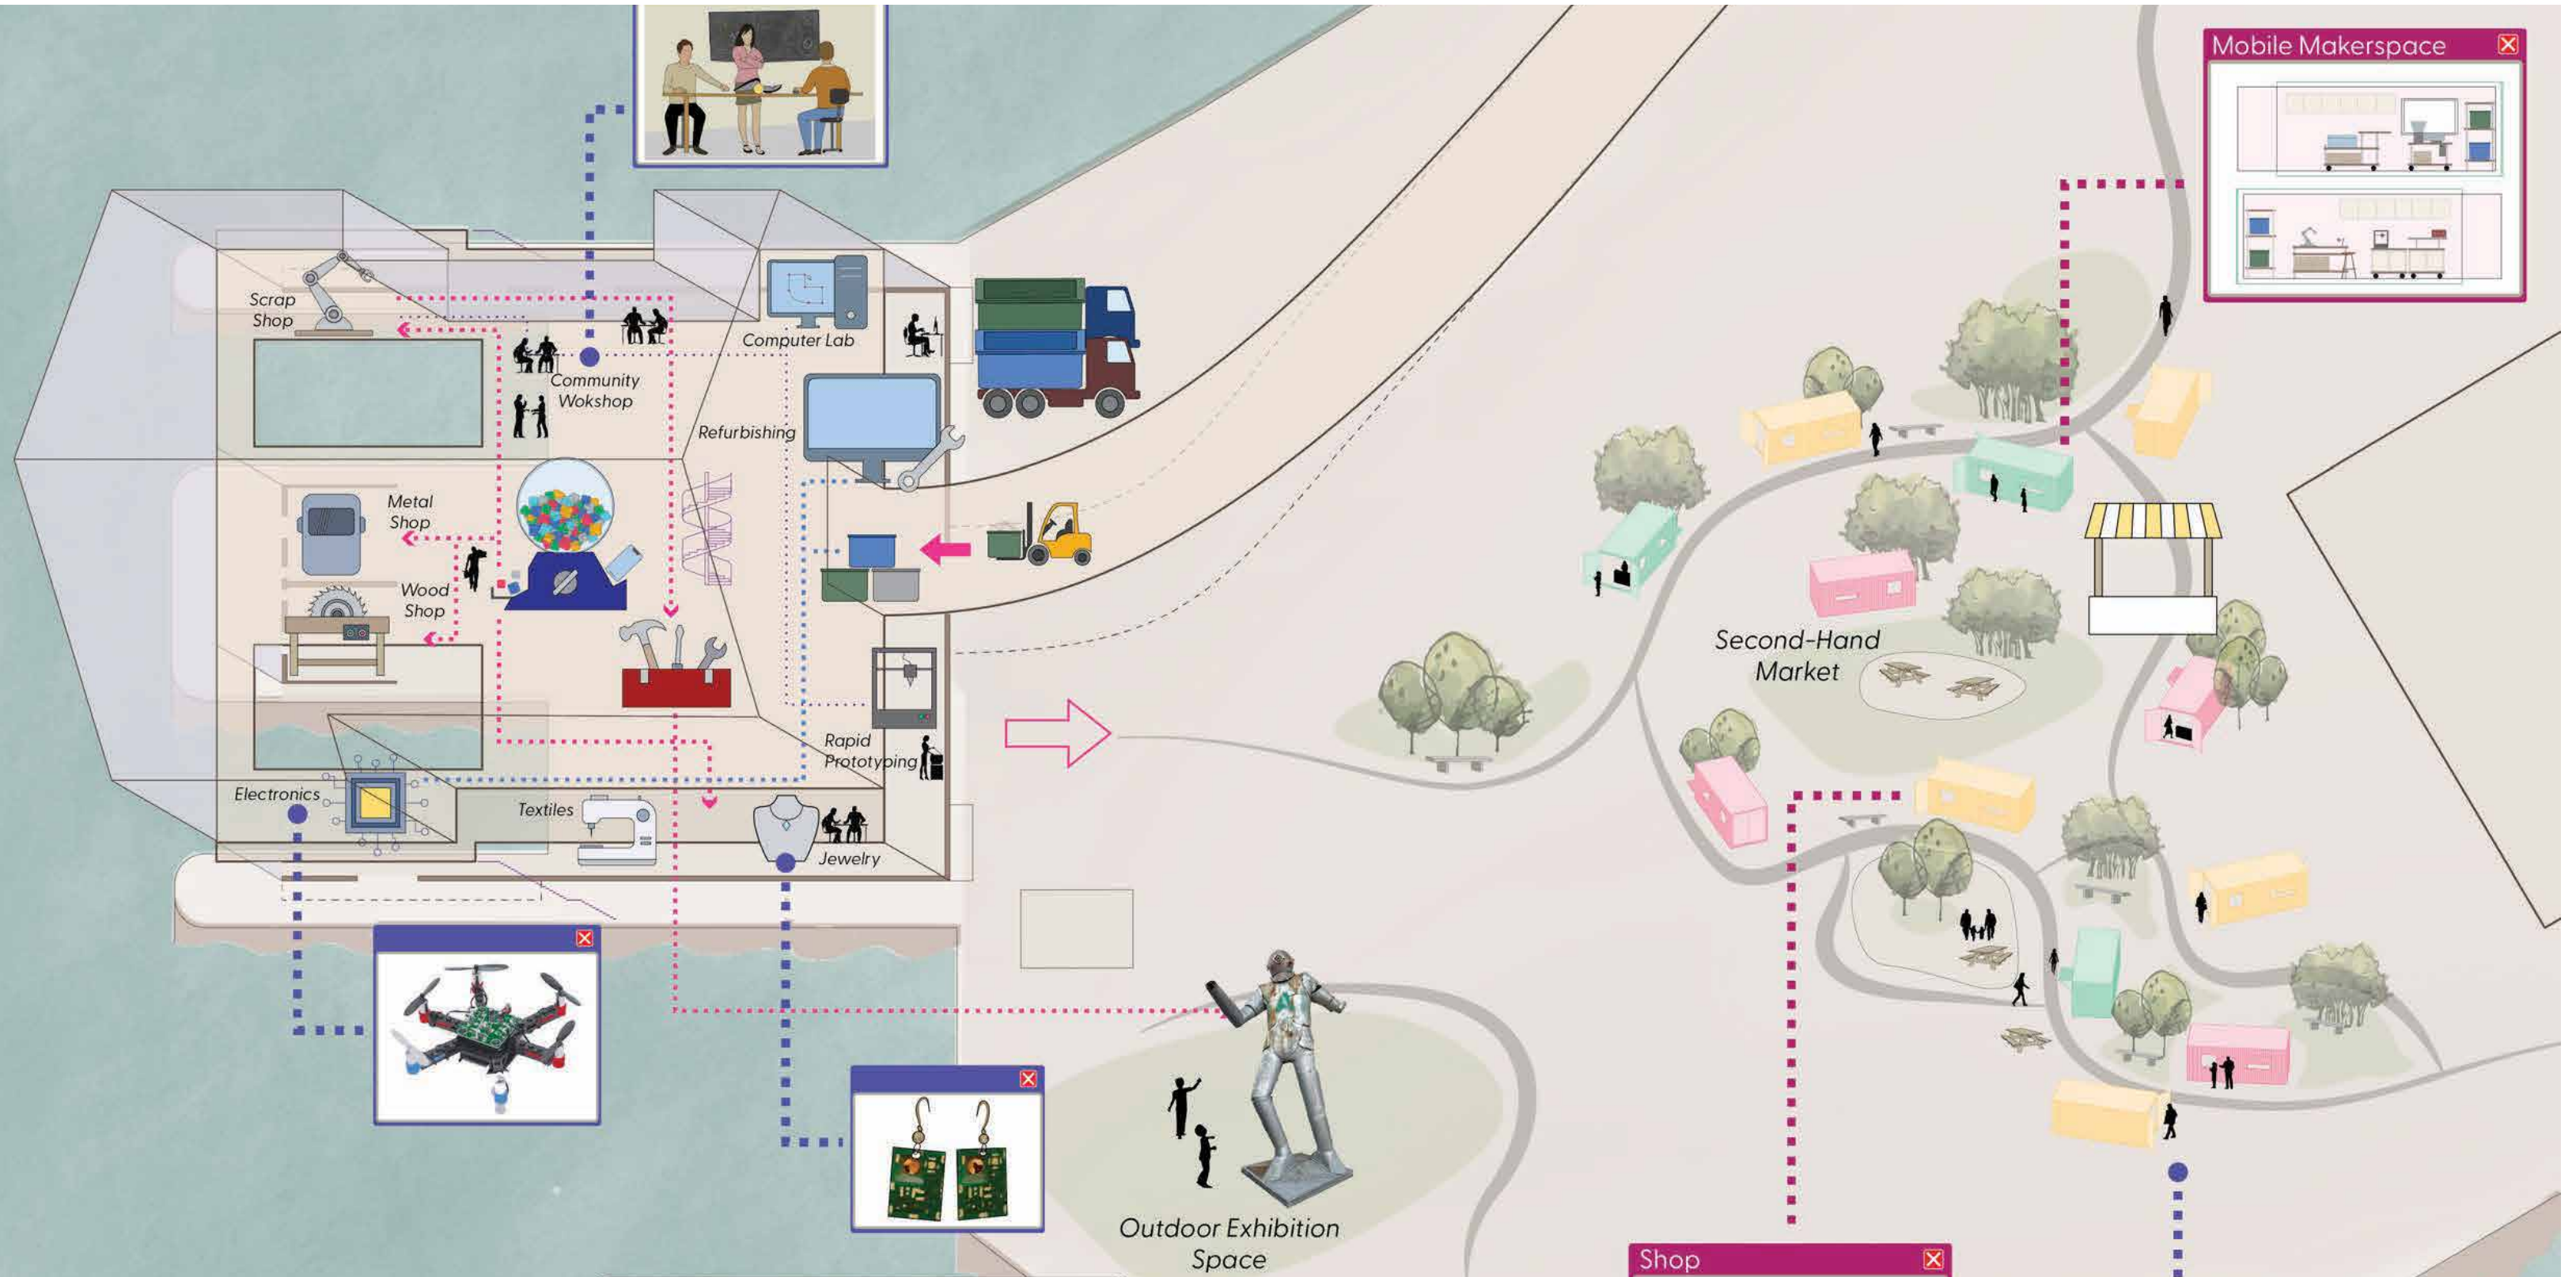 Mobile Makerspace
Scrap
Shop
Computer Lab
Community
Wokshop
Refurbishing
Metal
Shop
Wood
Shop
Second-Hand
Market
Rapid
Prototyping
Electronics
Textiles
Jewelry
Outdoor Exhibition
Space
Shop